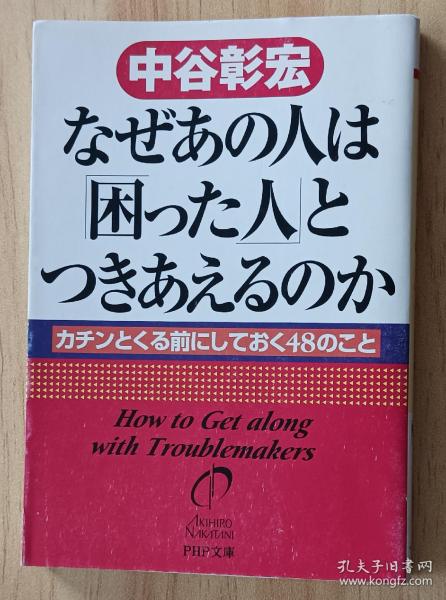 中谷彰宏
なぜあの人は
「困った人」と
つきあえるのか
カチンとくる前にしておく48のこと
How to Get along
with Troublemakers
AKIHIRO
NAKATANI
PHP文庫
孔夫子旧书网
www.kongfz.com